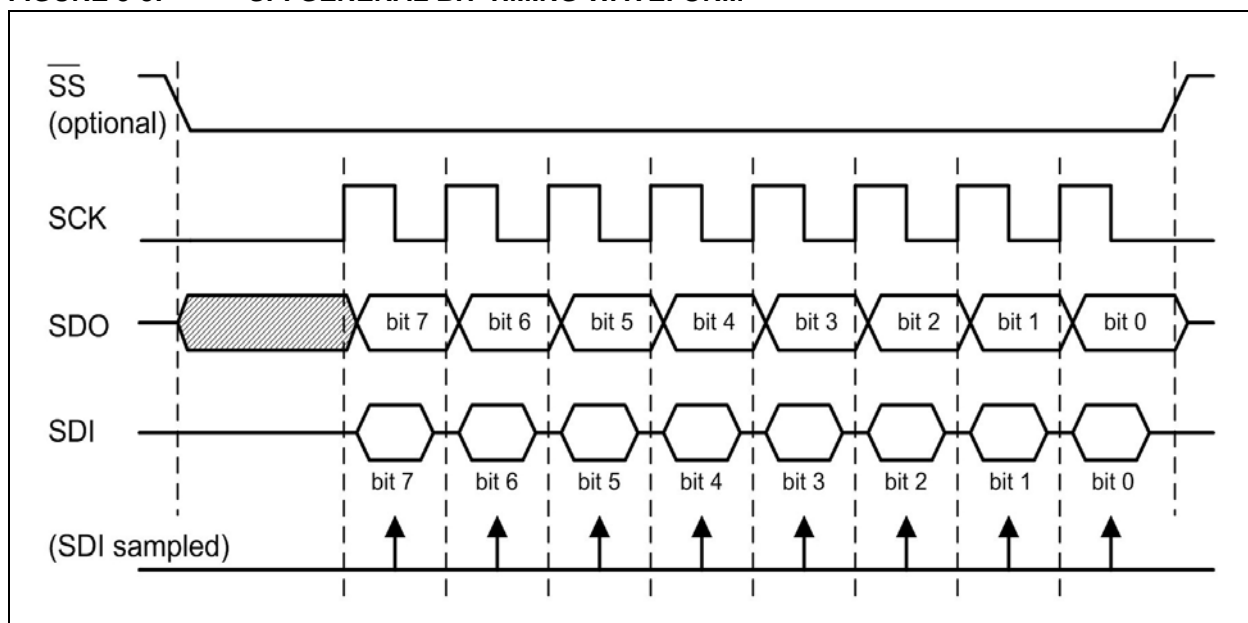 SS
(optional)
SCK
SDO
bit 7 bit 6 bit 5 bit 4 bit 3 bit 2 bit 1 bit 0
SDI
bit 7 bit 6 bit 5 bit 4 bit 3 bit 2 bit 1 bit 0
(SDI sampled)